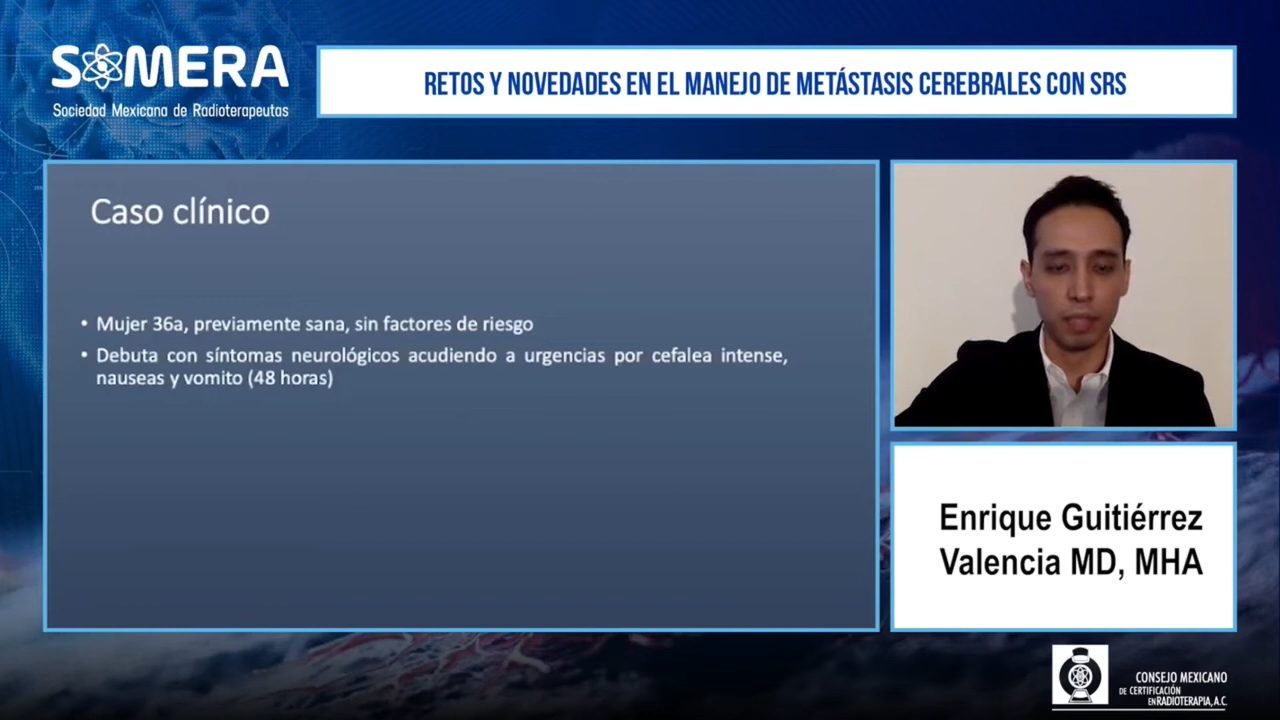 SOMERA
Sociedad Mexicana de Radioterapeutas
RETOS Y NOVEDADES EN EL MANEJO DE METÁSTASIS CEREBRALES CON SRS
Caso clínico
• Mujer 36a, previamente sana, sin factores de riesgo
• Debuta con síntomas neurológicos acudiendo a urgencias por cefalea intense,
nauseas y vomito (48 horas)
Enrique Guitiérrez
Valencia MD, MHA
CONSEJO MEXICANO
DE CERTIFICACIÓN
EN RADIOTERAPIA, A.C.